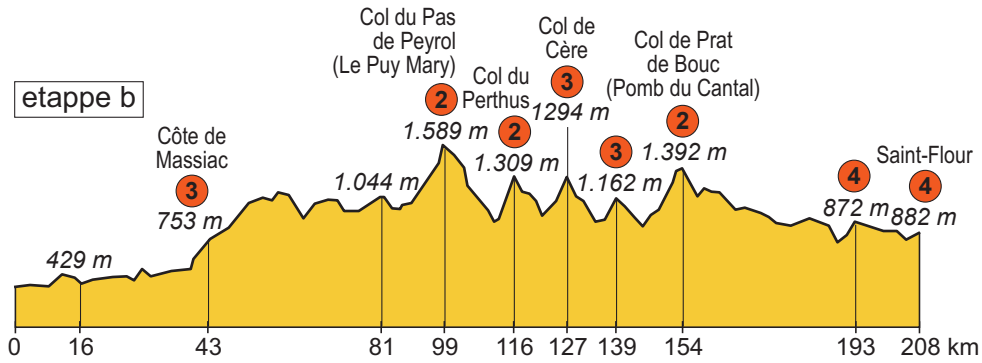 etappe b
429 m
Côte de
Massiac
3
753 m
1.044 m
Col du Pas
de Peyrol
(Le Puy Mary)
2
1.589 m
Col du
Perthus
2
1.309 m
Col de
Cère
3
1294 m
3
1.162 m
Col de Prat
de Bouc
(Pomb du Cantal)
2
1.392 m
4
872 m
Saint-Flour
4
882 m
0 16 43 81 99 116 127 139 154 193 208 km